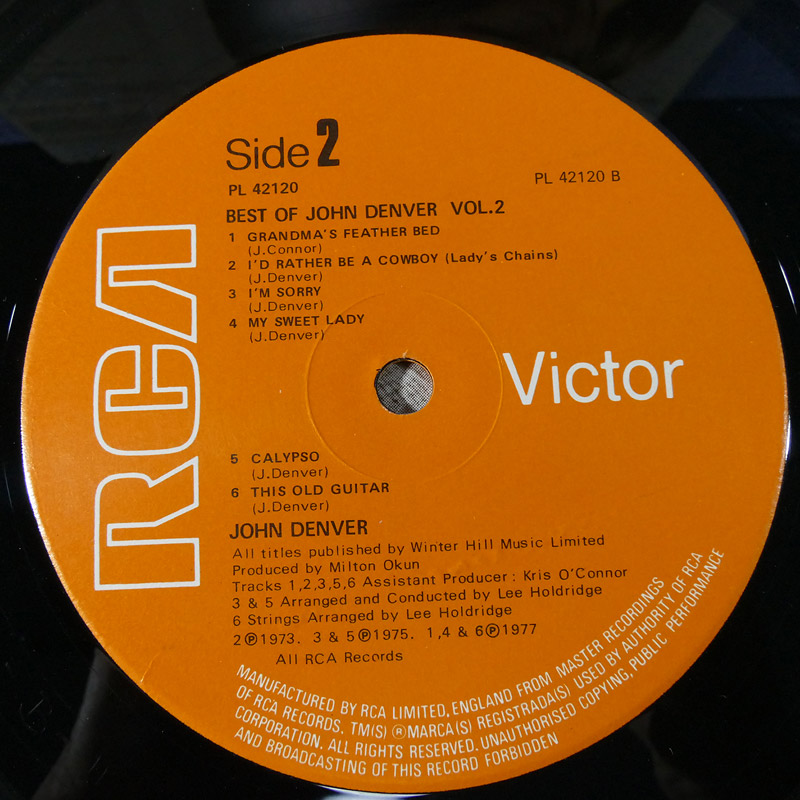 Side 2
PL 42120
PL 42120 B
BEST OF JOHN DENVER VOL.2
1 GRANDMA'S FEATHER BED
(J.Connor)
2 I'D RATHER BE A COWBOY (Lady's Chains)
(J.Denver)
3 I'M SORRY
(J.Denver)
4 MY SWEET LADY
(J.Denver)
RCA
Victor
5 CALYPSO
(J.Denver)
6 THIS OLD GUITAR
(J.Denver)
JOHN DENVER
All titles published by Winter Hill Music Limited
Produced by Milton Okun
Tracks 1,2,3,5,6 Assistant Producer : Kris O'Connor
3 & 5 Arranged and Conducted by Lee Holdridge
6 Strings Arranged by Lee Holdridge
2Ⓟ1973. 3 & 5Ⓟ1975. 1,4 & 6Ⓟ1977
All RCA Records
MANUFACTURED BY RCA LIMITED, ENGLAND FROM MASTER RECORDINGS
OF RCA RECORDS. TM(S) ®MARCA(S) REGISTRADA(S) USED BY AUTHORITY OF RCA
CORPORATION. ALL RIGHTS RESERVED. UNAUTHORISED COPYING, PUBLIC PERFORMANCE
AND BROADCASTING OF THIS RECORD FORBIDDEN